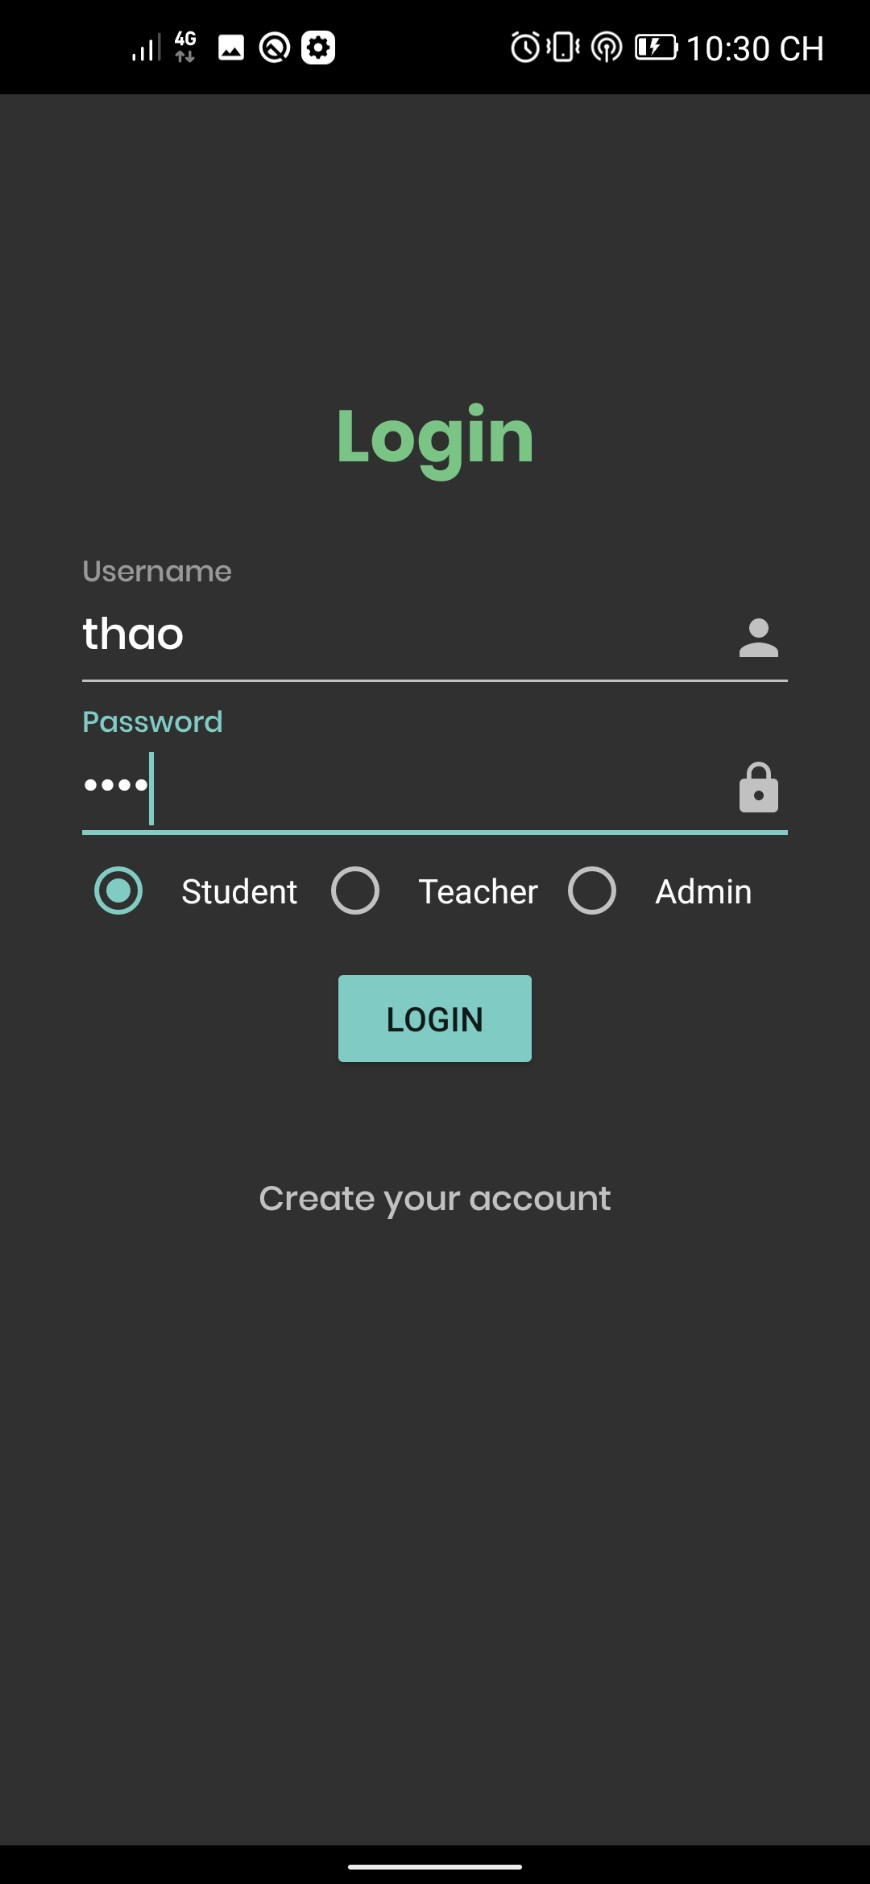 4G 10:30 CH
Login
Username
thao
Password
••••
Student Teacher Admin
LOGIN
Create your account